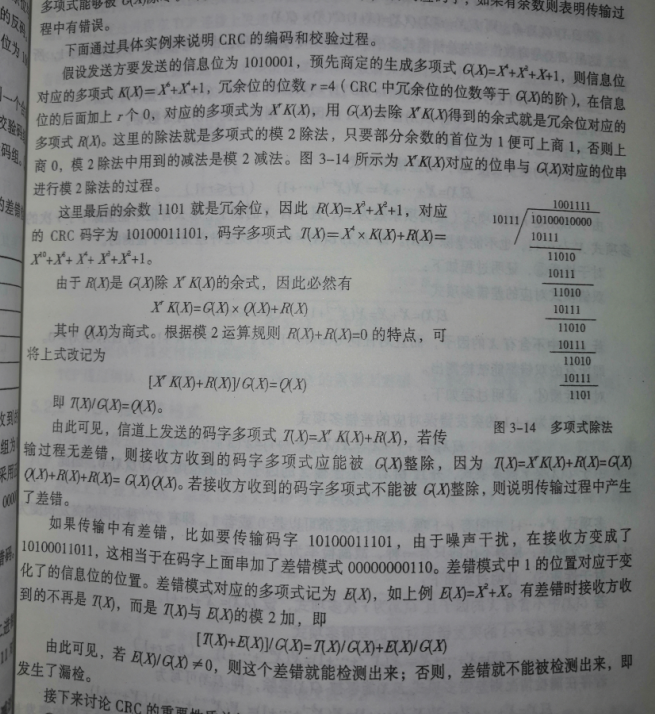 多项式能够被
如果有余数则表明传输过
程中有错误。
下面通过具体实例来说明 CRC 的编码和校验过程。
假设发送方要发送的信息位为 1010001，预先商定的生成多项式 G(X)=X⁴+X²+X+1，则信息位
对应的多项式 K(X)=X⁶+X⁴+1，冗余位的位数 r=4（CRC 中冗余位的位数等于 G(X)的阶），在信息
位的后面加上 r 个 0，对应的多项式为 XʳK(X)，用 G(X)去除 XʳK(X)得到的余式就是冗余位对应的
多项式 R(X)。这里的除法就是多项式的模 2 除法，只要部分余数的首位为 1 便可上商 1，否则上
商 0，模 2 除法中用到的减法是模 2 减法。图 3-14 所示为 XʳK(X)对应的位串与 G(X)对应的位串
进行模 2 除法的过程。
这里最后的余数 1101 就是冗余位，因此 R(X)=X³+X²+1，对应
的 CRC 码字为 10100011101，码字多项式 T(X)=X⁴×K(X)+R(X)=
X¹⁰+X⁸+X⁴+X³+X²+1。
由于 R(X)是 G(X)除 XʳK(X)的余式，因此必然有
XʳK(X)=G(X)×Q(X)+R(X)
其中 Q(X)为商式。根据模 2 运算规则 R(X)+R(X)=0 的特点，可
将上式改记为
[XʳK(X)+R(X)]/G(X)=Q(X)
即 T(X)/G(X)=Q(X)。
由此可见，信道上发送的码字多项式 T(X)=XʳK(X)+R(X)，若传
1001111
10111 10100010000
10111
11010
10111
11010
10111
11010
10111
11010
10111
1101
图 3-14 多项式除法
输过程无差错，则接收方收到的码字多项式应能被 G(X)整除，因为 T(X)=XʳK(X)+R(X)=G(X)
Q(X)+R(X)+R(X)= G(X)Q(X)。若接收方收到的码字多项式不能被 G(X)整除，则说明传输过程中产生
了差错。
如果传输中有差错，比如要传输码字 10100011101，由于噪声干扰，在接收方变成了
10100011011，这相当于在码字上面串加了差错模式 00000000110。差错模式中 1 的位置对应于变
化了的信息位的位置。差错模式对应的多项式记为 E(X)，如上例 E(X)=X²+X。有差错时接收方收
到的不再是 T(X)，而是 T(X)与 E(X)的模 2 加，即
[T(X)+E(X)]/G(X)=T(X)/G(X)+E(X)/G(X)
由此可见，若 E(X)/G(X)≠0，则这个差错就能检测出来；否则，差错就不能被检测出来，即
发生了漏检。
接下来讨论 CRC 的重要性质